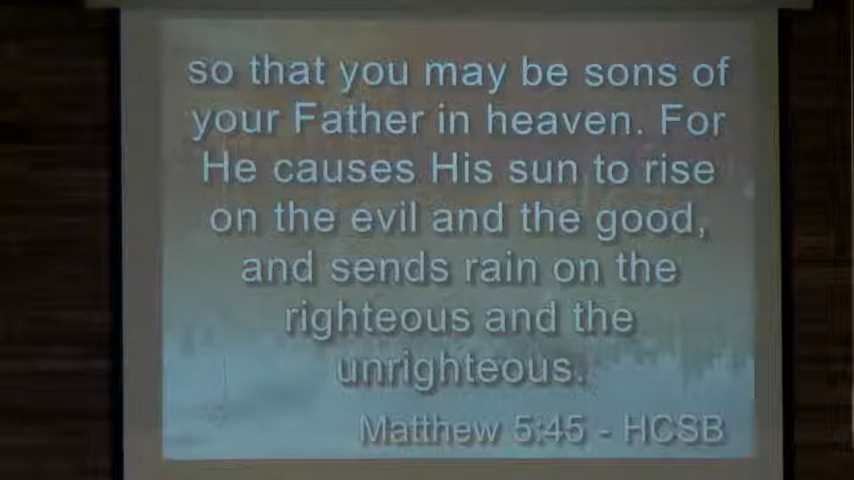 so that you may be sons of
your Father in heaven. For
He causes His sun to rise
on the evil and the good,
and sends rain on the
righteous and the
unrighteous.
Matthew 5:45 - HCSB